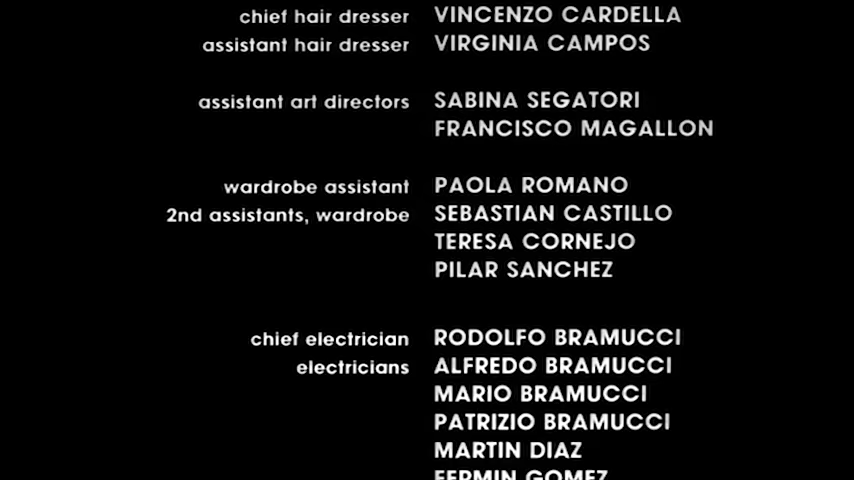 chief hair dresser VINCENZO CARDELLA
assistant hair dresser VIRGINIA CAMPOS
assistant art directors SABINA SEGATORI
FRANCISCO MAGALLON
wardrobe assistant PAOLA ROMANO
2nd assistants, wardrobe SEBASTIAN CASTILLO
TERESA CORNEJO
PILAR SANCHEZ
chief electrician RODOLFO BRAMUCCI
electricians ALFREDO BRAMUCCI
MARIO BRAMUCCI
PATRIZIO BRAMUCCI
MARTIN DIAZ
FERMIN GOMEZ